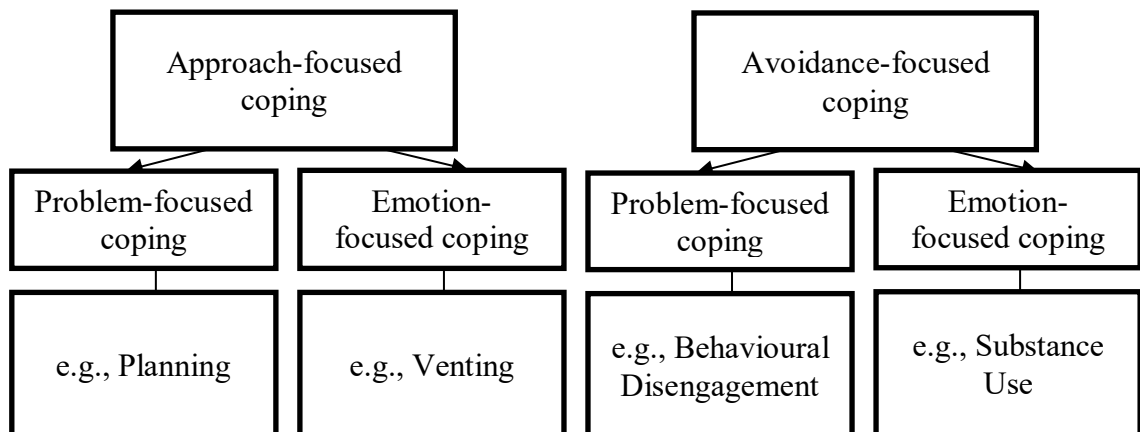 Approach-focused
coping
Avoidance-focused
coping
Problem-focused
coping
Emotion-
focused coping
Problem-focused
coping
Emotion-
focused coping
e.g., Planning
e.g., Venting
e.g., Behavioural
Disengagement
e.g., Substance
Use